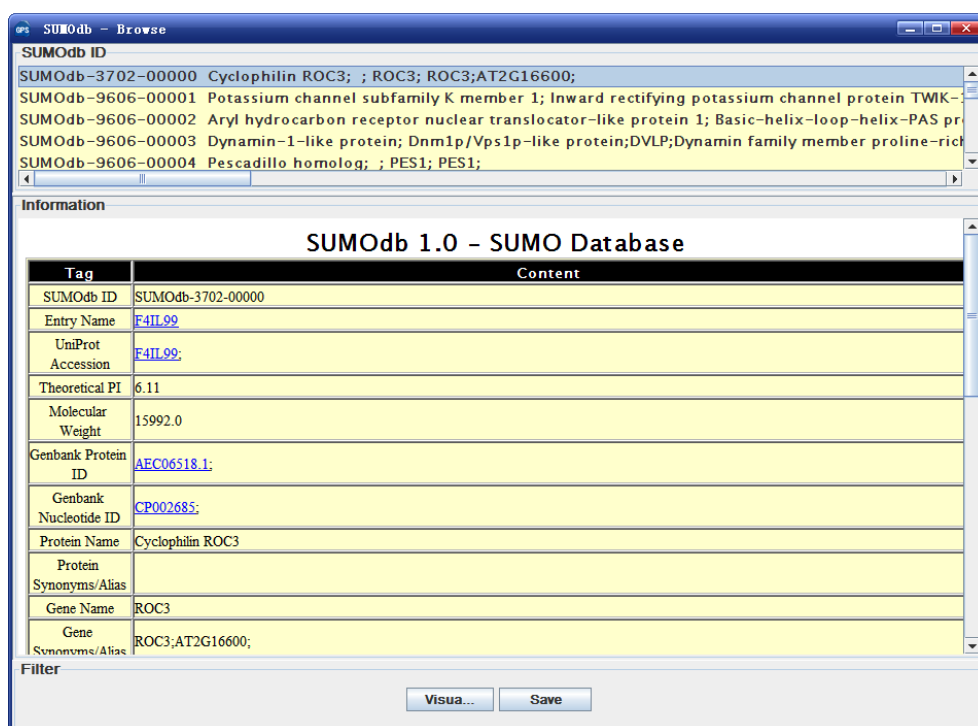 GPS SUMOdb - Browse
SUMOdb ID
SUMOdb-3702-00000 Cyclophilin ROC3; ; ROC3; ROC3;AT2G16600;
SUMOdb-9606-00001 Potassium channel subfamily K member 1; Inward rectifying potassium channel protein TWIK-
SUMOdb-9606-00002 Aryl hydrocarbon receptor nuclear translocator-like protein 1; Basic-helix-loop-helix-PAS
SUMOdb-9606-00003 Dynamin-1-like protein; Dnm1p/Vps1p-like protein;DVLP;Dynamin family member
SUMOdb-9606-00004 Pescadillo homolog; ; PES1; PES1;
Information
SUMOdb 1.0 - SUMO Database
Tag Content
SUMOdb ID SUMOdb-3702-00000
Entry Name F4IL99
UniProt
Accession F4IL99;
Theoretical PI 6.11
Molecular
Weight 15992.0
Genbank Protein
ID AEC06518.1;
Genbank
Nucleotide ID CP002685;
Protein Name Cyclophilin ROC3
Protein
Synonyms/Alias
Gene Name ROC3
Gene
Synonyms/Alias ROC3;AT2G16600;
Filter
Visua... Save